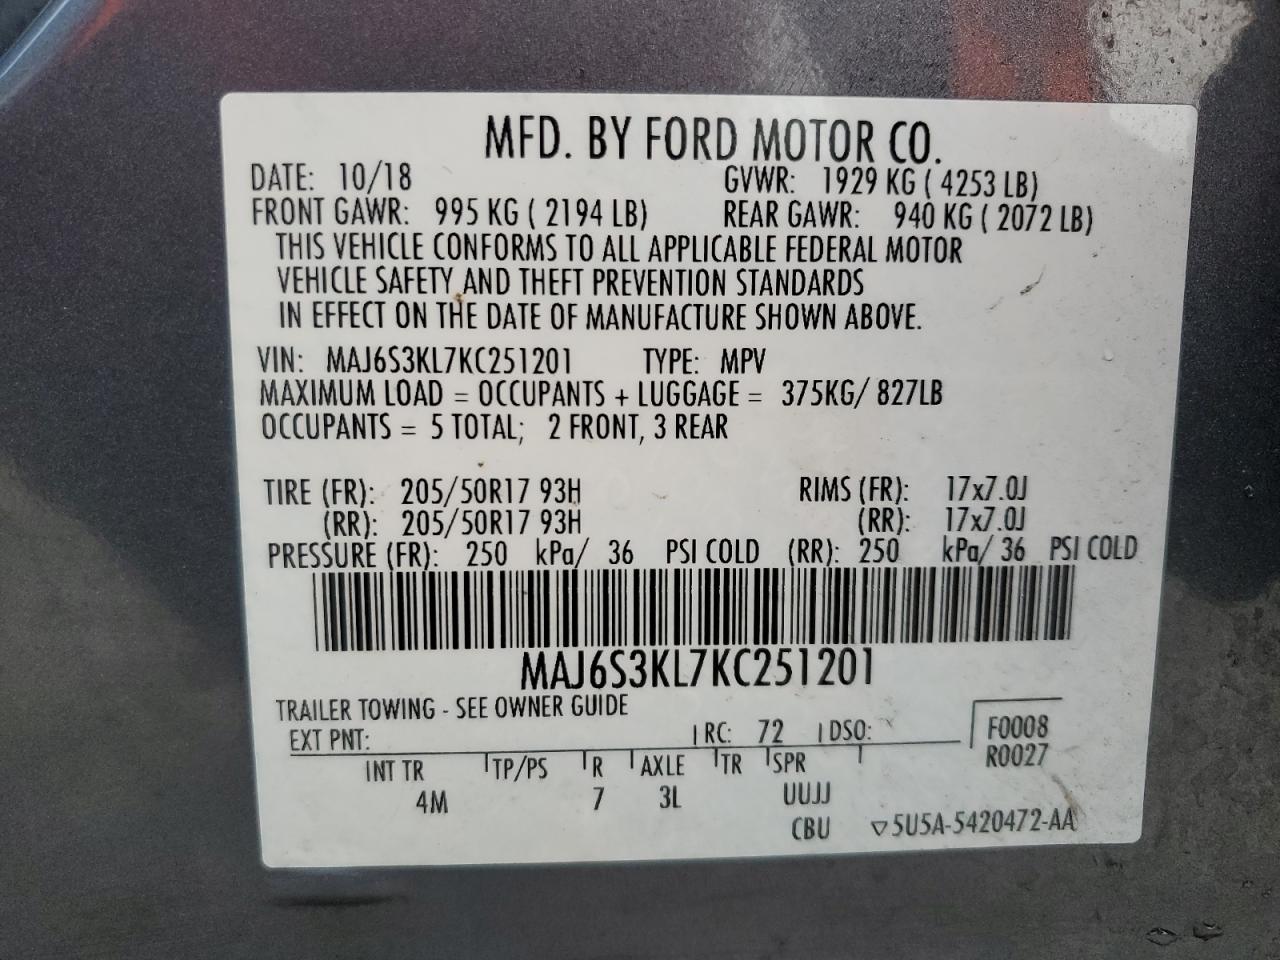 MFD. BY FORD MOTOR CO.
DATE: 10/18 GVWR: 1929 KG ( 4253 LB)
FRONT GAWR: 995 KG ( 2194 LB) REAR GAWR: 940 KG ( 2072 LB)
THIS VEHICLE CONFORMS TO ALL APPLICABLE FEDERAL MOTOR
VEHICLE SAFETY AND THEFT PREVENTION STANDARDS
IN EFFECT ON THE DATE OF MANUFACTURE SHOWN ABOVE.
VIN: MAJ6S3KL7KC251201 TYPE: MPV
MAXIMUM LOAD = OCCUPANTS + LUGGAGE = 375KG/ 827LB
OCCUPANTS = 5 TOTAL; 2 FRONT, 3 REAR
TIRE (FR): 205/50R17 93H RIMS (FR): 17x7.0J
(RR): 205/50R17 93H (RR): 17x7.0J
PRESSURE (FR): 250 kPa/ 36 PSI COLD (RR): 250 kPa/ 36 PSI COLD
MAJ6S3KL7KC251201
TRAILER TOWING - SEE OWNER GUIDE
EXT PNT: RC: 72 DSO: F0008
R0027
INT TR TP/PS R AXLE TR SPR
4M 7 3L UUJJ
CBU ▽5U5A-5420472-AA